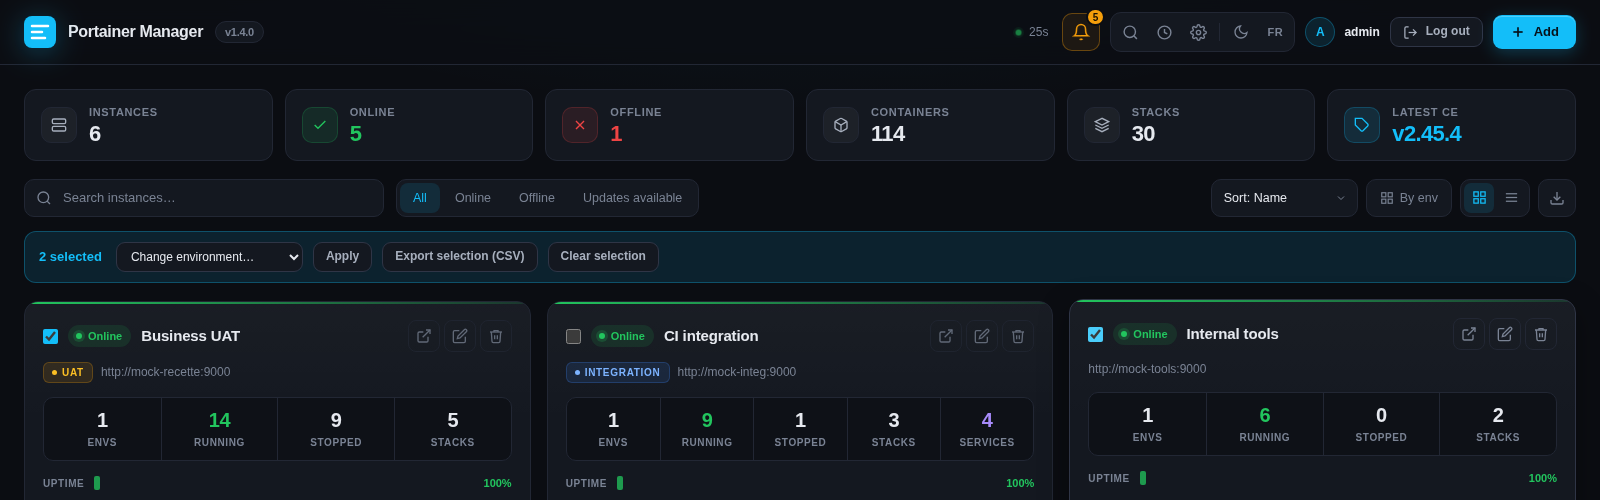 Portainer Manager v1.4.0
25s 5 FR A admin Log out Add
INSTANCES
6
ONLINE
5
OFFLINE
1
CONTAINERS
114
STACKS
30
LATEST CE
v2.45.4
Search instances… All Online Offline Updates available Sort: Name By env
2 selected Change environment… Apply Export selection (CSV) Clear selection
Online Business UAT
UAT http://mock-recette:9000
1 14 9 5
ENVS RUNNING STOPPED STACKS
UPTIME 100%
Online CI integration
INTEGRATION http://mock-integ:9000
1 9 1 3 4
ENVS RUNNING STOPPED STACKS SERVICES
UPTIME 100%
Online Internal tools
http://mock-tools:9000
1 6 0 2
ENVS RUNNING STOPPED STACKS
UPTIME 100%